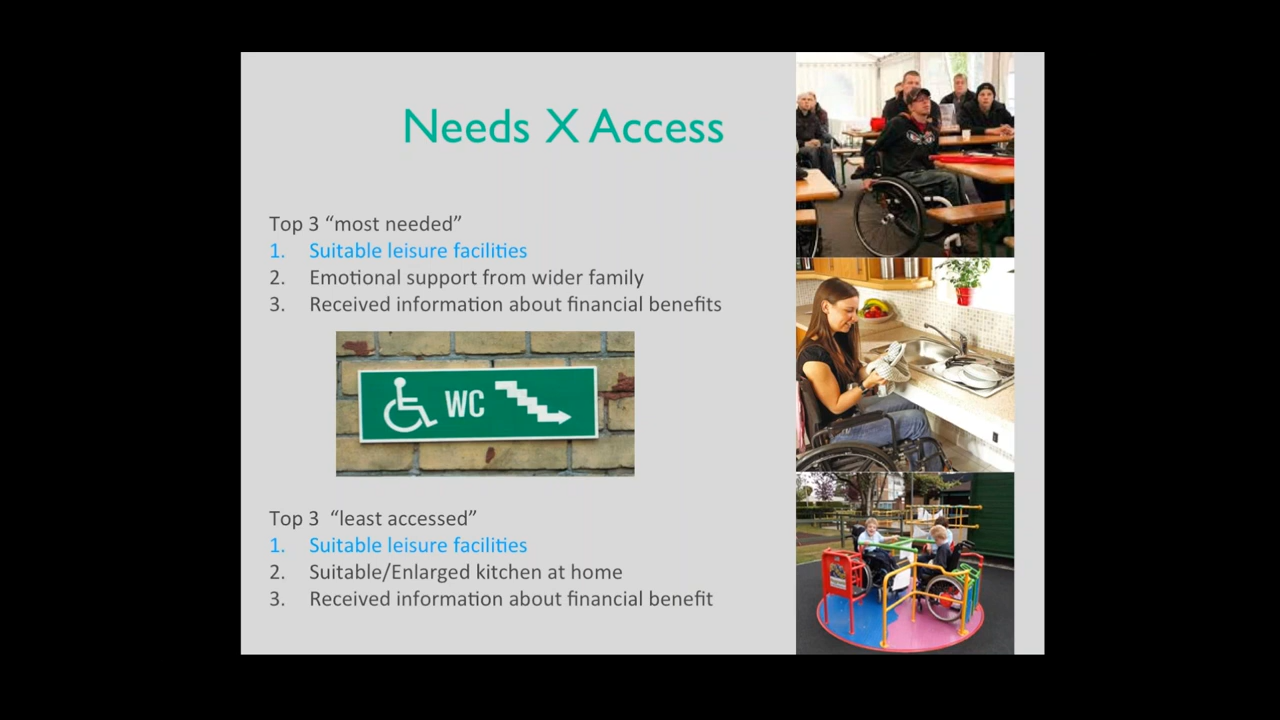 Needs X Access
Top 3 “most needed”
1. Suitable leisure facilities
2. Emotional support from wider family
3. Received information about financial benefits
WC
Top 3 “least accessed”
1. Suitable leisure facilities
2. Suitable/Enlarged kitchen at home
3. Received information about financial benefit